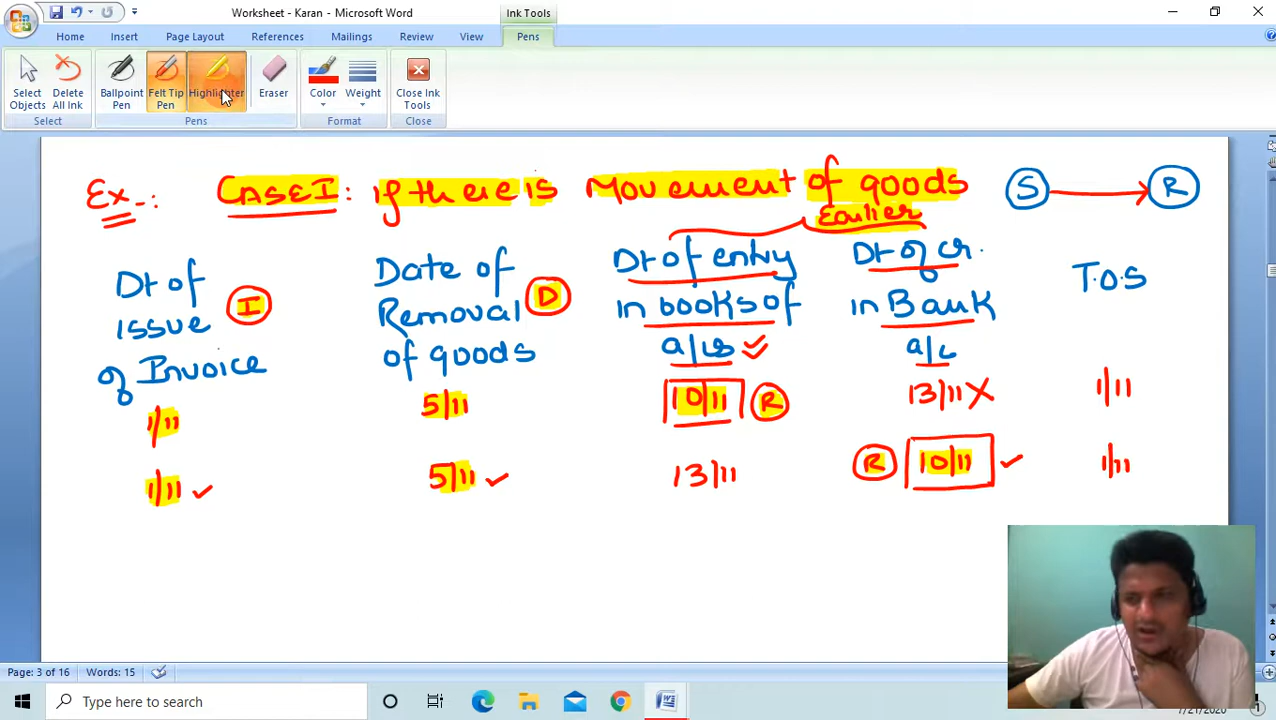 Worksheet - Karan - Microsoft Word
Ink Tools
Home Insert Page Layout References Mailings Review View Pens
Select Objects
Delete All Ink
Ballpoint Pen
Felt Tip Pen
Highlighter
Eraser
Color
Weight
Close Ink Tools
Select Pens Format Close
Ex-: CASE I: if there is Movement of goods S R
Earlier
Dt of issue of Invoice I
Date of Removal of goods D
Dt of entry in books of a/cs
Dt of cr. in Bank a/c
T.O.S
1/11 5/11 10/11 R 13/11 X 1/11
1/11 ✓ 5/11 ✓ 13/11 R 10/11 ✓ 1/11
Page: 3 of 16 Words: 15
Type here to search
7/21/2020